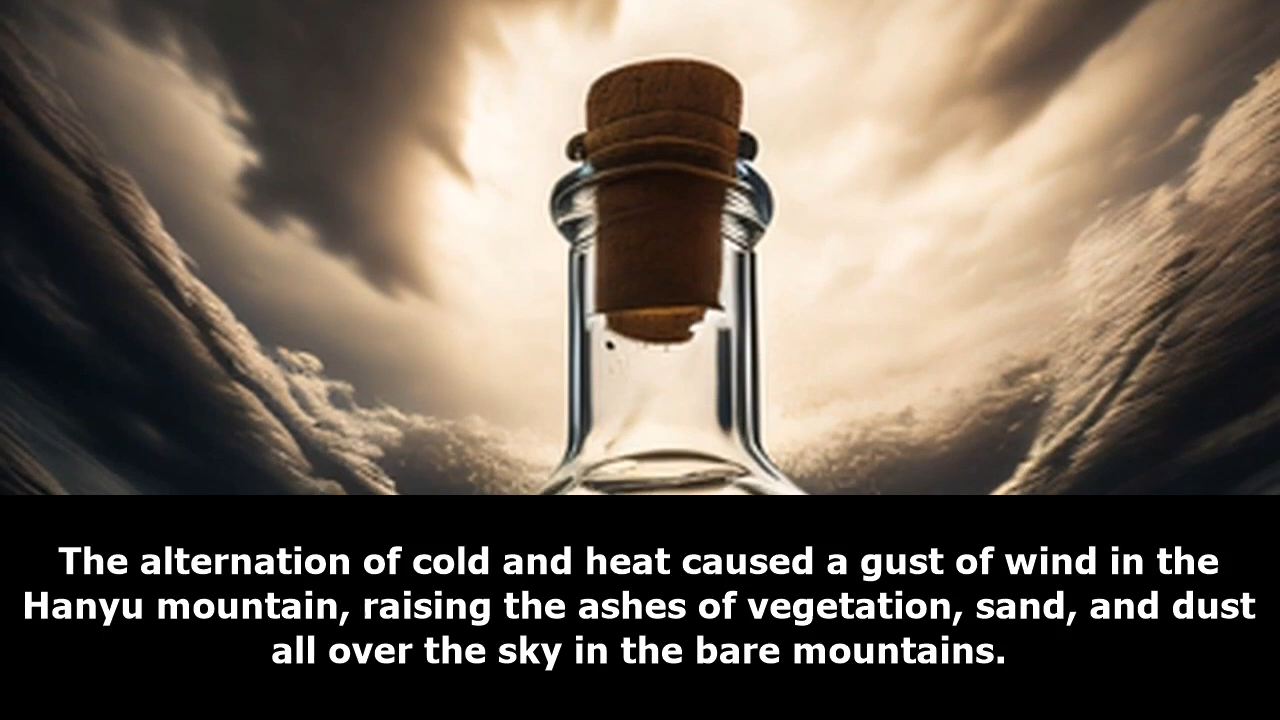 The alternation of cold and heat caused a gust of wind in the
Hanyu mountain, raising the ashes of vegetation, sand, and dust
all over the sky in the bare mountains.